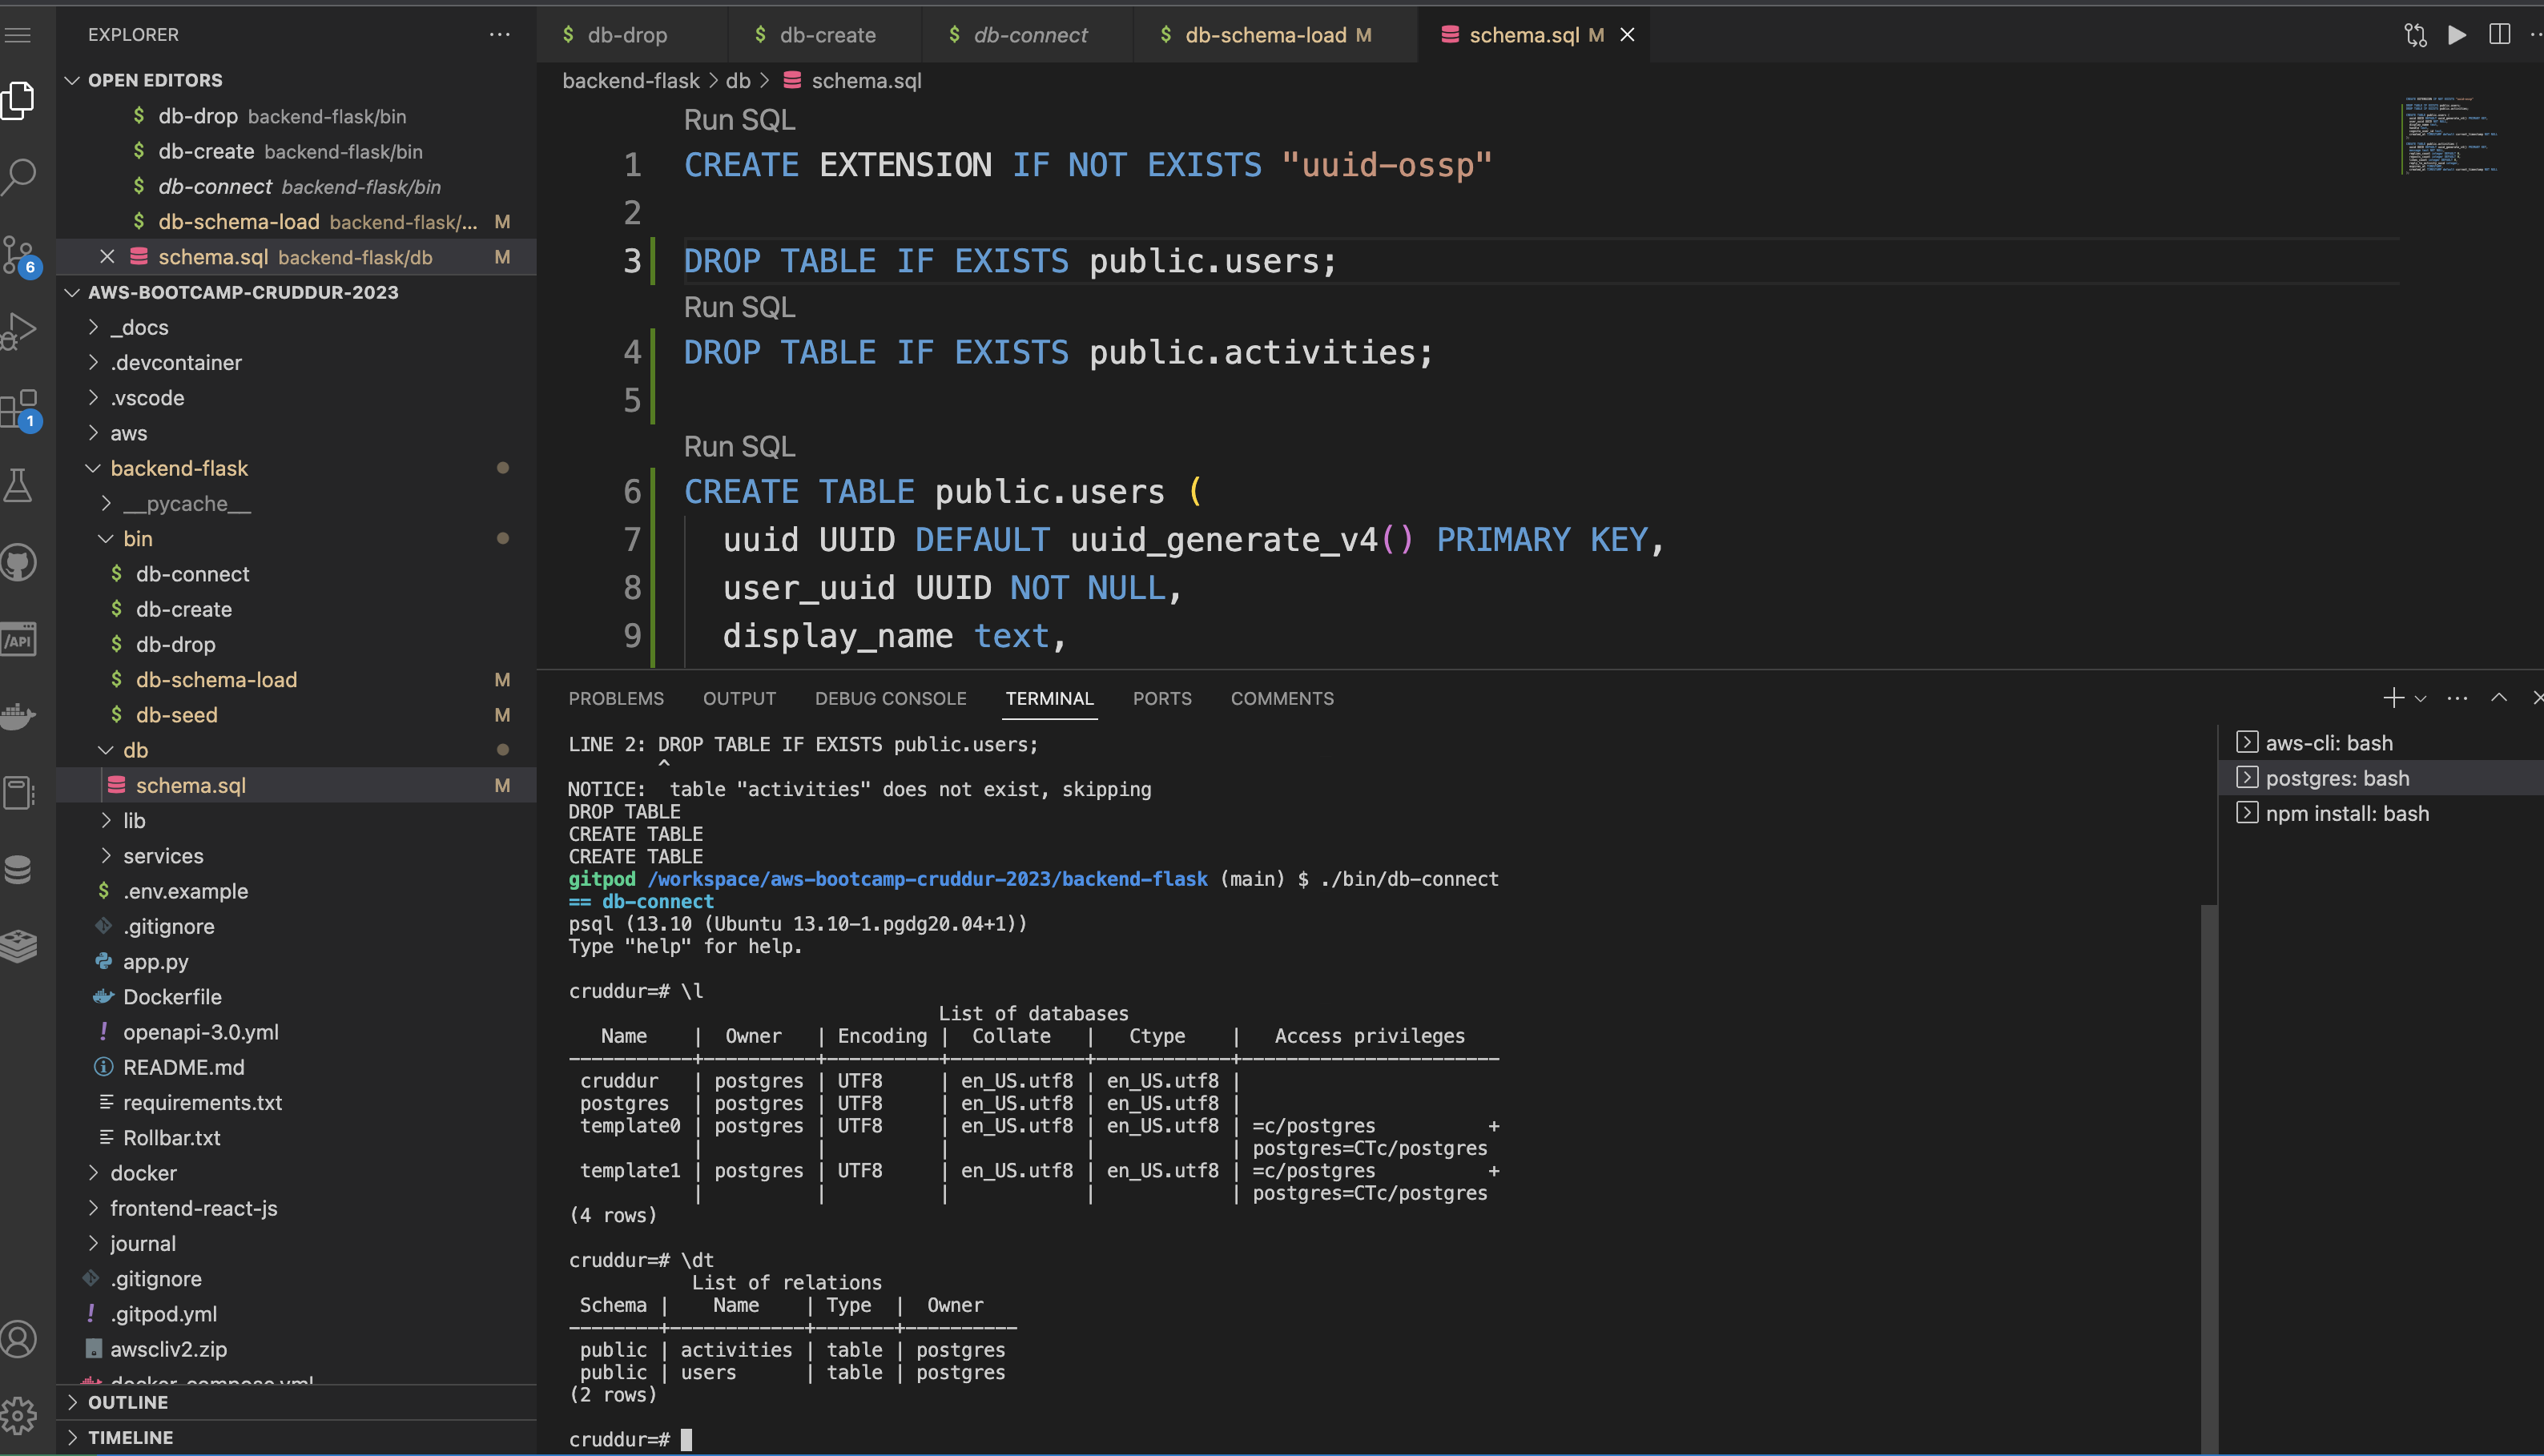 EXPLORER
OPEN EDITORS
db-drop backend-flask/bin
db-create backend-flask/bin
db-connect backend-flask/bin
db-schema-load backend-flask/... M
schema.sql backend-flask/db M
AWS-BOOTCAMP-CRUDDUR-2023
_docs
.devcontainer
.vscode
aws
backend-flask
__pycache__
bin
$ db-connect
$ db-create
$ db-drop
$ db-schema-load M
$ db-seed M
db
schema.sql M
lib
services
$ .env.example
.gitignore
app.py
Dockerfile
! openapi-3.0.yml
README.md
requirements.txt
Rollbar.txt
docker
frontend-react-js
journal
.gitignore
! .gitpod.yml
awscliv2.zip
docker-compose.yml
OUTLINE
TIMELINE
6
1
/API
$ db-drop
$ db-create
$ db-connect
$ db-schema-load M
schema.sql M
backend-flask > db > schema.sql
Run SQL
1 CREATE EXTENSION IF NOT EXISTS "uuid-ossp"
2
3 DROP TABLE IF EXISTS public.users;
Run SQL
4 DROP TABLE IF EXISTS public.activities;
5
Run SQL
6 CREATE TABLE public.users (
7 uuid UUID DEFAULT uuid_generate_v4() PRIMARY KEY,
8 user_uuid UUID NOT NULL,
9 display_name text,
PROBLEMS OUTPUT DEBUG CONSOLE TERMINAL PORTS COMMENTS
LINE 2: DROP TABLE IF EXISTS public.users;
^
NOTICE:  table "activities" does not exist, skipping
DROP TABLE
CREATE TABLE
CREATE TABLE
gitpod /workspace/aws-bootcamp-cruddur-2023/backend-flask (main) $ ./bin/db-connect
== db-connect
psql (13.10 (Ubuntu 13.10-1.pgdg20.04+1))
Type "help" for help.
cruddur=# \l
List of databases
Name | Owner | Encoding | Collate | Ctype | Access privileges
-----------+----------+----------+------------+------------+-----------------------
cruddur | postgres | UTF8 | en_US.utf8 | en_US.utf8 |
postgres | postgres | UTF8 | en_US.utf8 | en_US.utf8 |
template0 | postgres | UTF8 | en_US.utf8 | en_US.utf8 | =c/postgres +
| | | | | postgres=CTc/postgres
template1 | postgres | UTF8 | en_US.utf8 | en_US.utf8 | =c/postgres +
| | | | | postgres=CTc/postgres
(4 rows)
cruddur=# \dt
List of relations
Schema | Name | Type | Owner
--------+------------+-------+----------
public | activities | table | postgres
public | users | table | postgres
(2 rows)
cruddur=#
aws-cli: bash
postgres: bash
npm install: bash